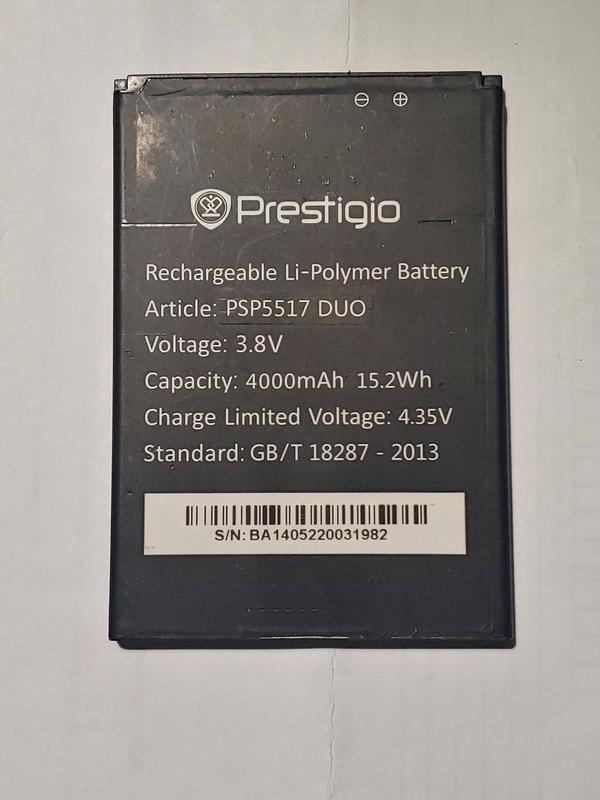 ⊖ ⊕
Prestigio
Rechargeable Li-Polymer Battery
Article: PSP5517 DUO
Voltage: 3.8V
Capacity: 4000mAh 15.2Wh
Charge Limited Voltage: 4.35V
Standard: GB/T 18287 - 2013
S/N: BA1405220031982